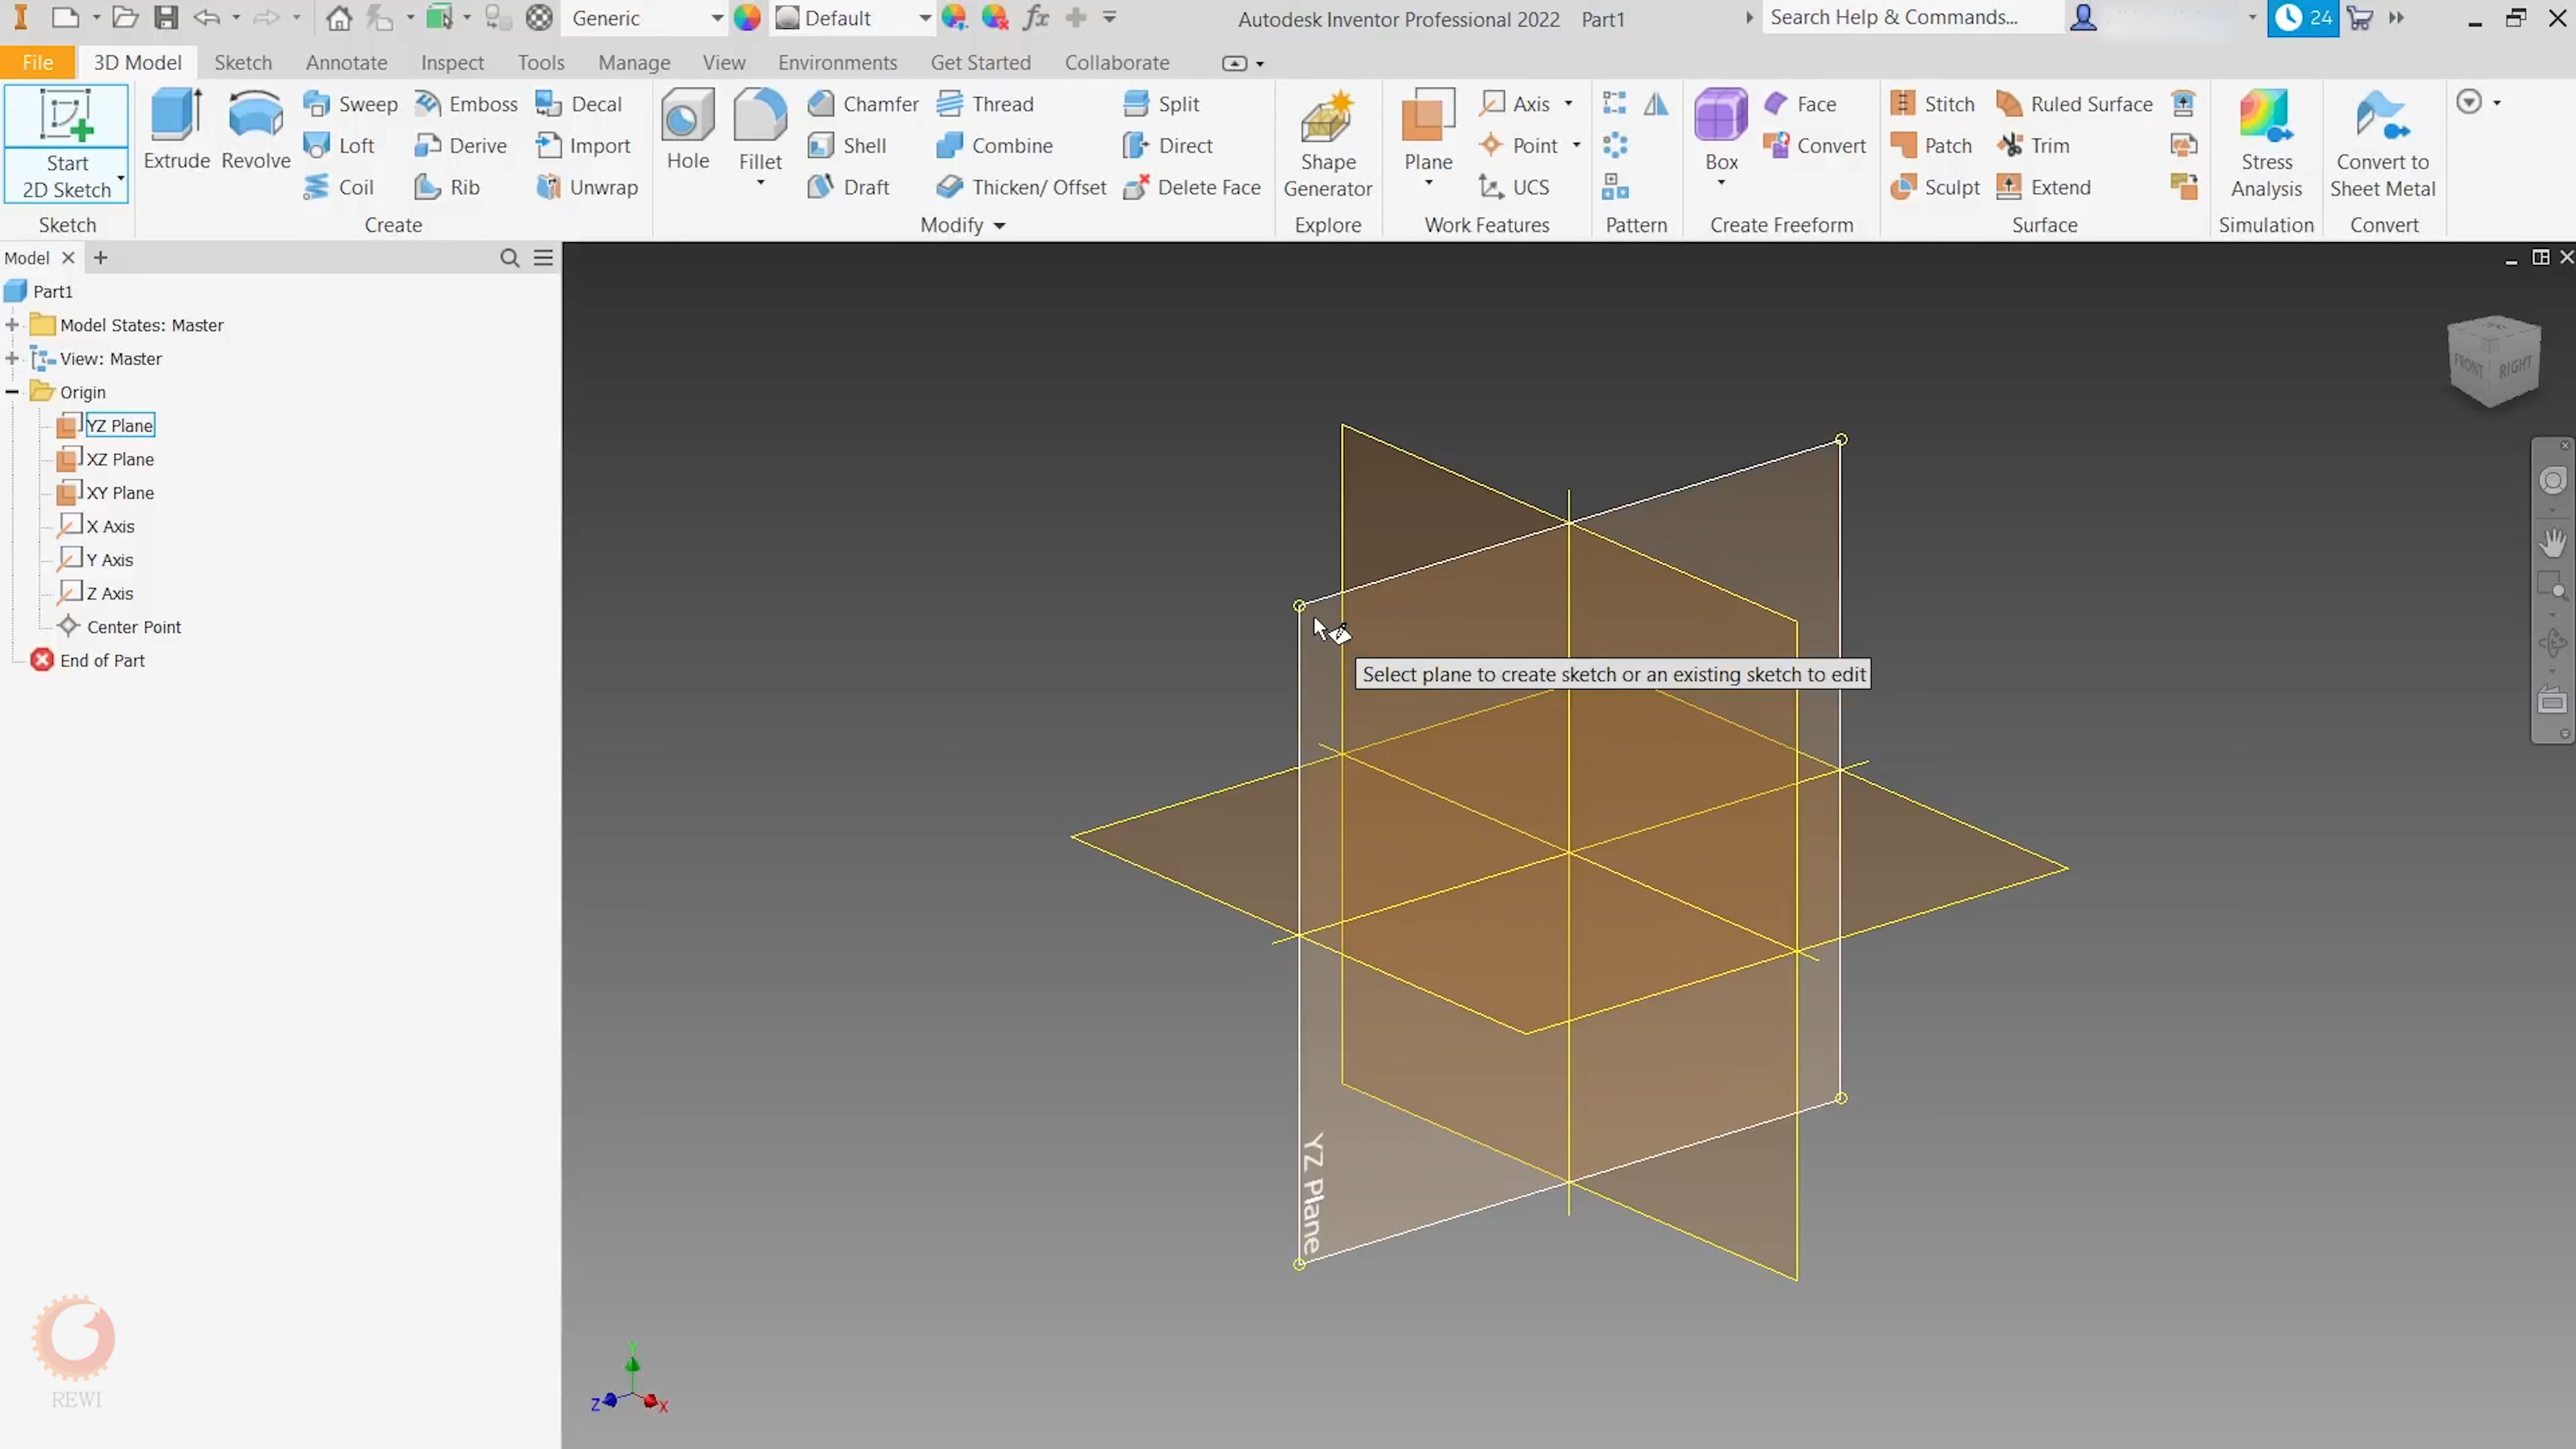 Generic
Default
fx
Autodesk Inventor Professional 2022 Part1
Search Help & Commands...
24
File
3D Model
Sketch
Annotate
Inspect
Tools
Manage
View
Environments
Get Started
Collaborate
Start
2D Sketch
Extrude
Revolve
Sweep
Emboss
Decal
Loft
Derive
Import
Coil
Rib
Unwrap
Hole
Fillet
Chamfer
Thread
Split
Shell
Combine
Direct
Draft
Thicken/ Offset
Delete Face
Shape
Generator
Plane
Axis
Point
UCS
Box
Face
Convert
Stitch
Ruled Surface
Patch
Trim
Sculpt
Extend
Stress
Analysis
Convert to
Sheet Metal
Sketch
Create
Modify
Explore
Work Features
Pattern
Create Freeform
Surface
Simulation
Convert
Model
Part1
Model States: Master
View: Master
Origin
YZ Plane
XZ Plane
XY Plane
X Axis
Y Axis
Z Axis
Center Point
End of Part
FRONT
RIGHT
Select plane to create sketch or an existing sketch to edit
YZ Plane
Y
Z
X
REWI